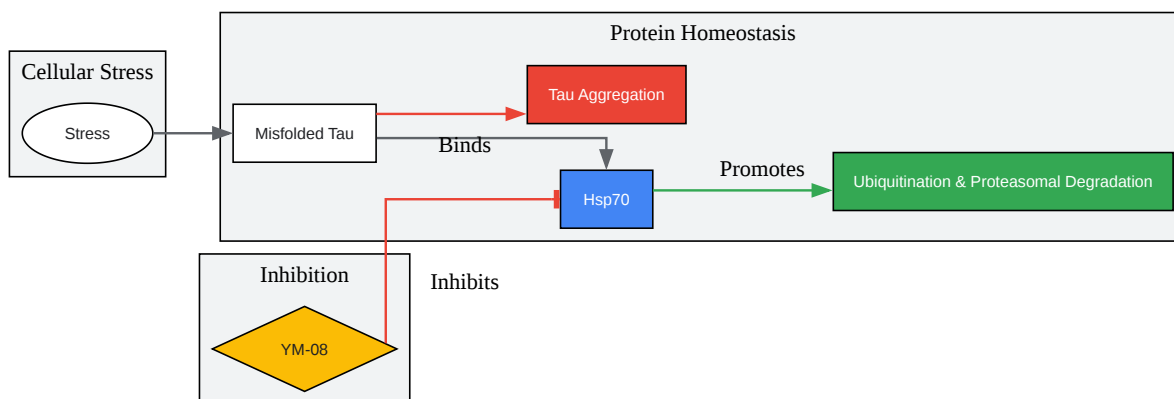 Protein Homeostasis
Cellular Stress
Stress
Misfolded Tau
Tau Aggregation
Binds
Hsp70
Promotes
Ubiquitination & Proteasomal Degradation
Inhibition
Inhibits
YM-08